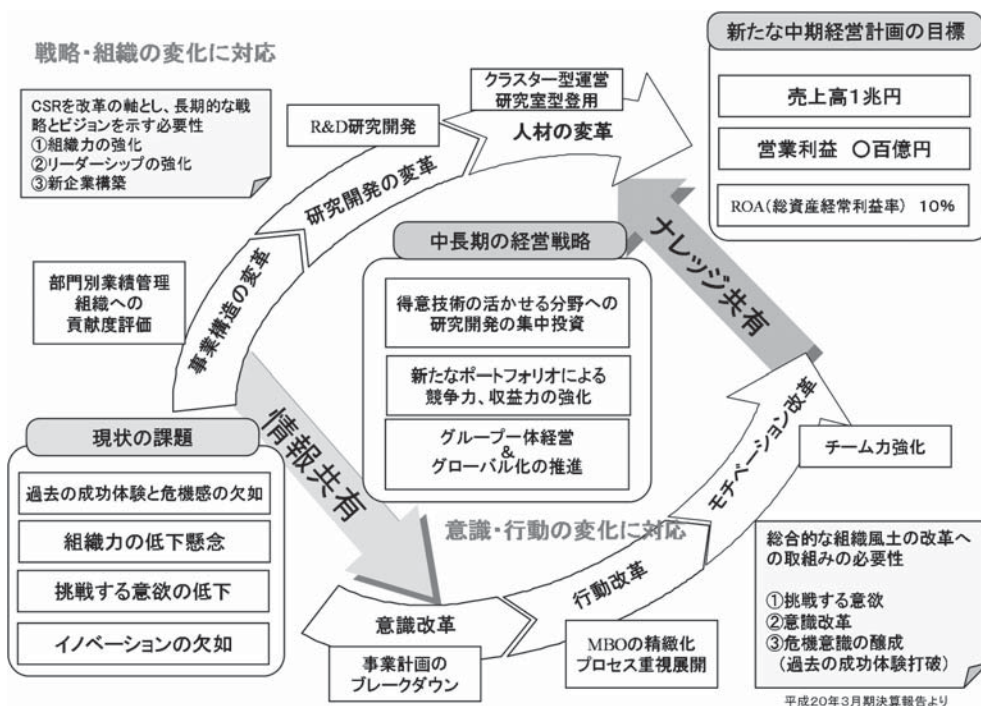 戦略・組織の変化に対応
CSRを改革の軸とし、長期的な戦
略とビジョンを示す必要性
①組織力の強化
②リーダーシップの強化
③新企業構築
R&D研究開発
クラスター型運営
研究室型登用
人材の変革
研究開発の変革
事業構造の変革
部門別業績管理
組織への
貢献度評価
新たな中期経営計画の目標
売上高1兆円
営業利益 〇百億円
ROA(総資産経常利益率) 10%
中長期の経営戦略
得意技術の活かせる分野への
研究開発の集中投資
新たなポートフォリオによる
競争力、収益力の強化
グループ一体経営
&
グローバル化の推進
ナレッジ共有
情報共有
現状の課題
過去の成功体験と危機感の欠如
組織力の低下懸念
挑戦する意欲の低下
イノベーションの欠如
意識・行動の変化に対応
意識改革
行動改革
モチベーション改革
事業計画の
ブレークダウン
MBOの精緻化
プロセス重視展開
チーム力強化
総合的な組織風土の改革へ
の取組みの必要性
①挑戦する意欲
②意識改革
③危機意識の醸成
(過去の成功体験打破)
平成20年3月期決算報告より